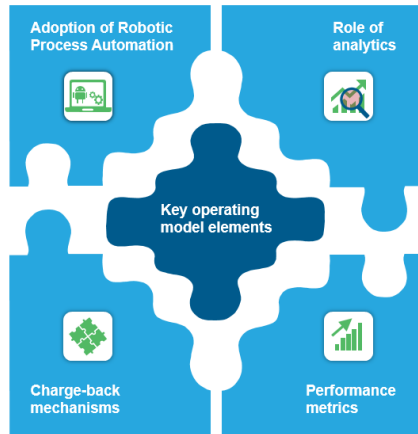 Adoption of Robotic
Process Automation
Role of
analytics
Key operating
model elements
Charge-back
mechanisms
Performance
metrics